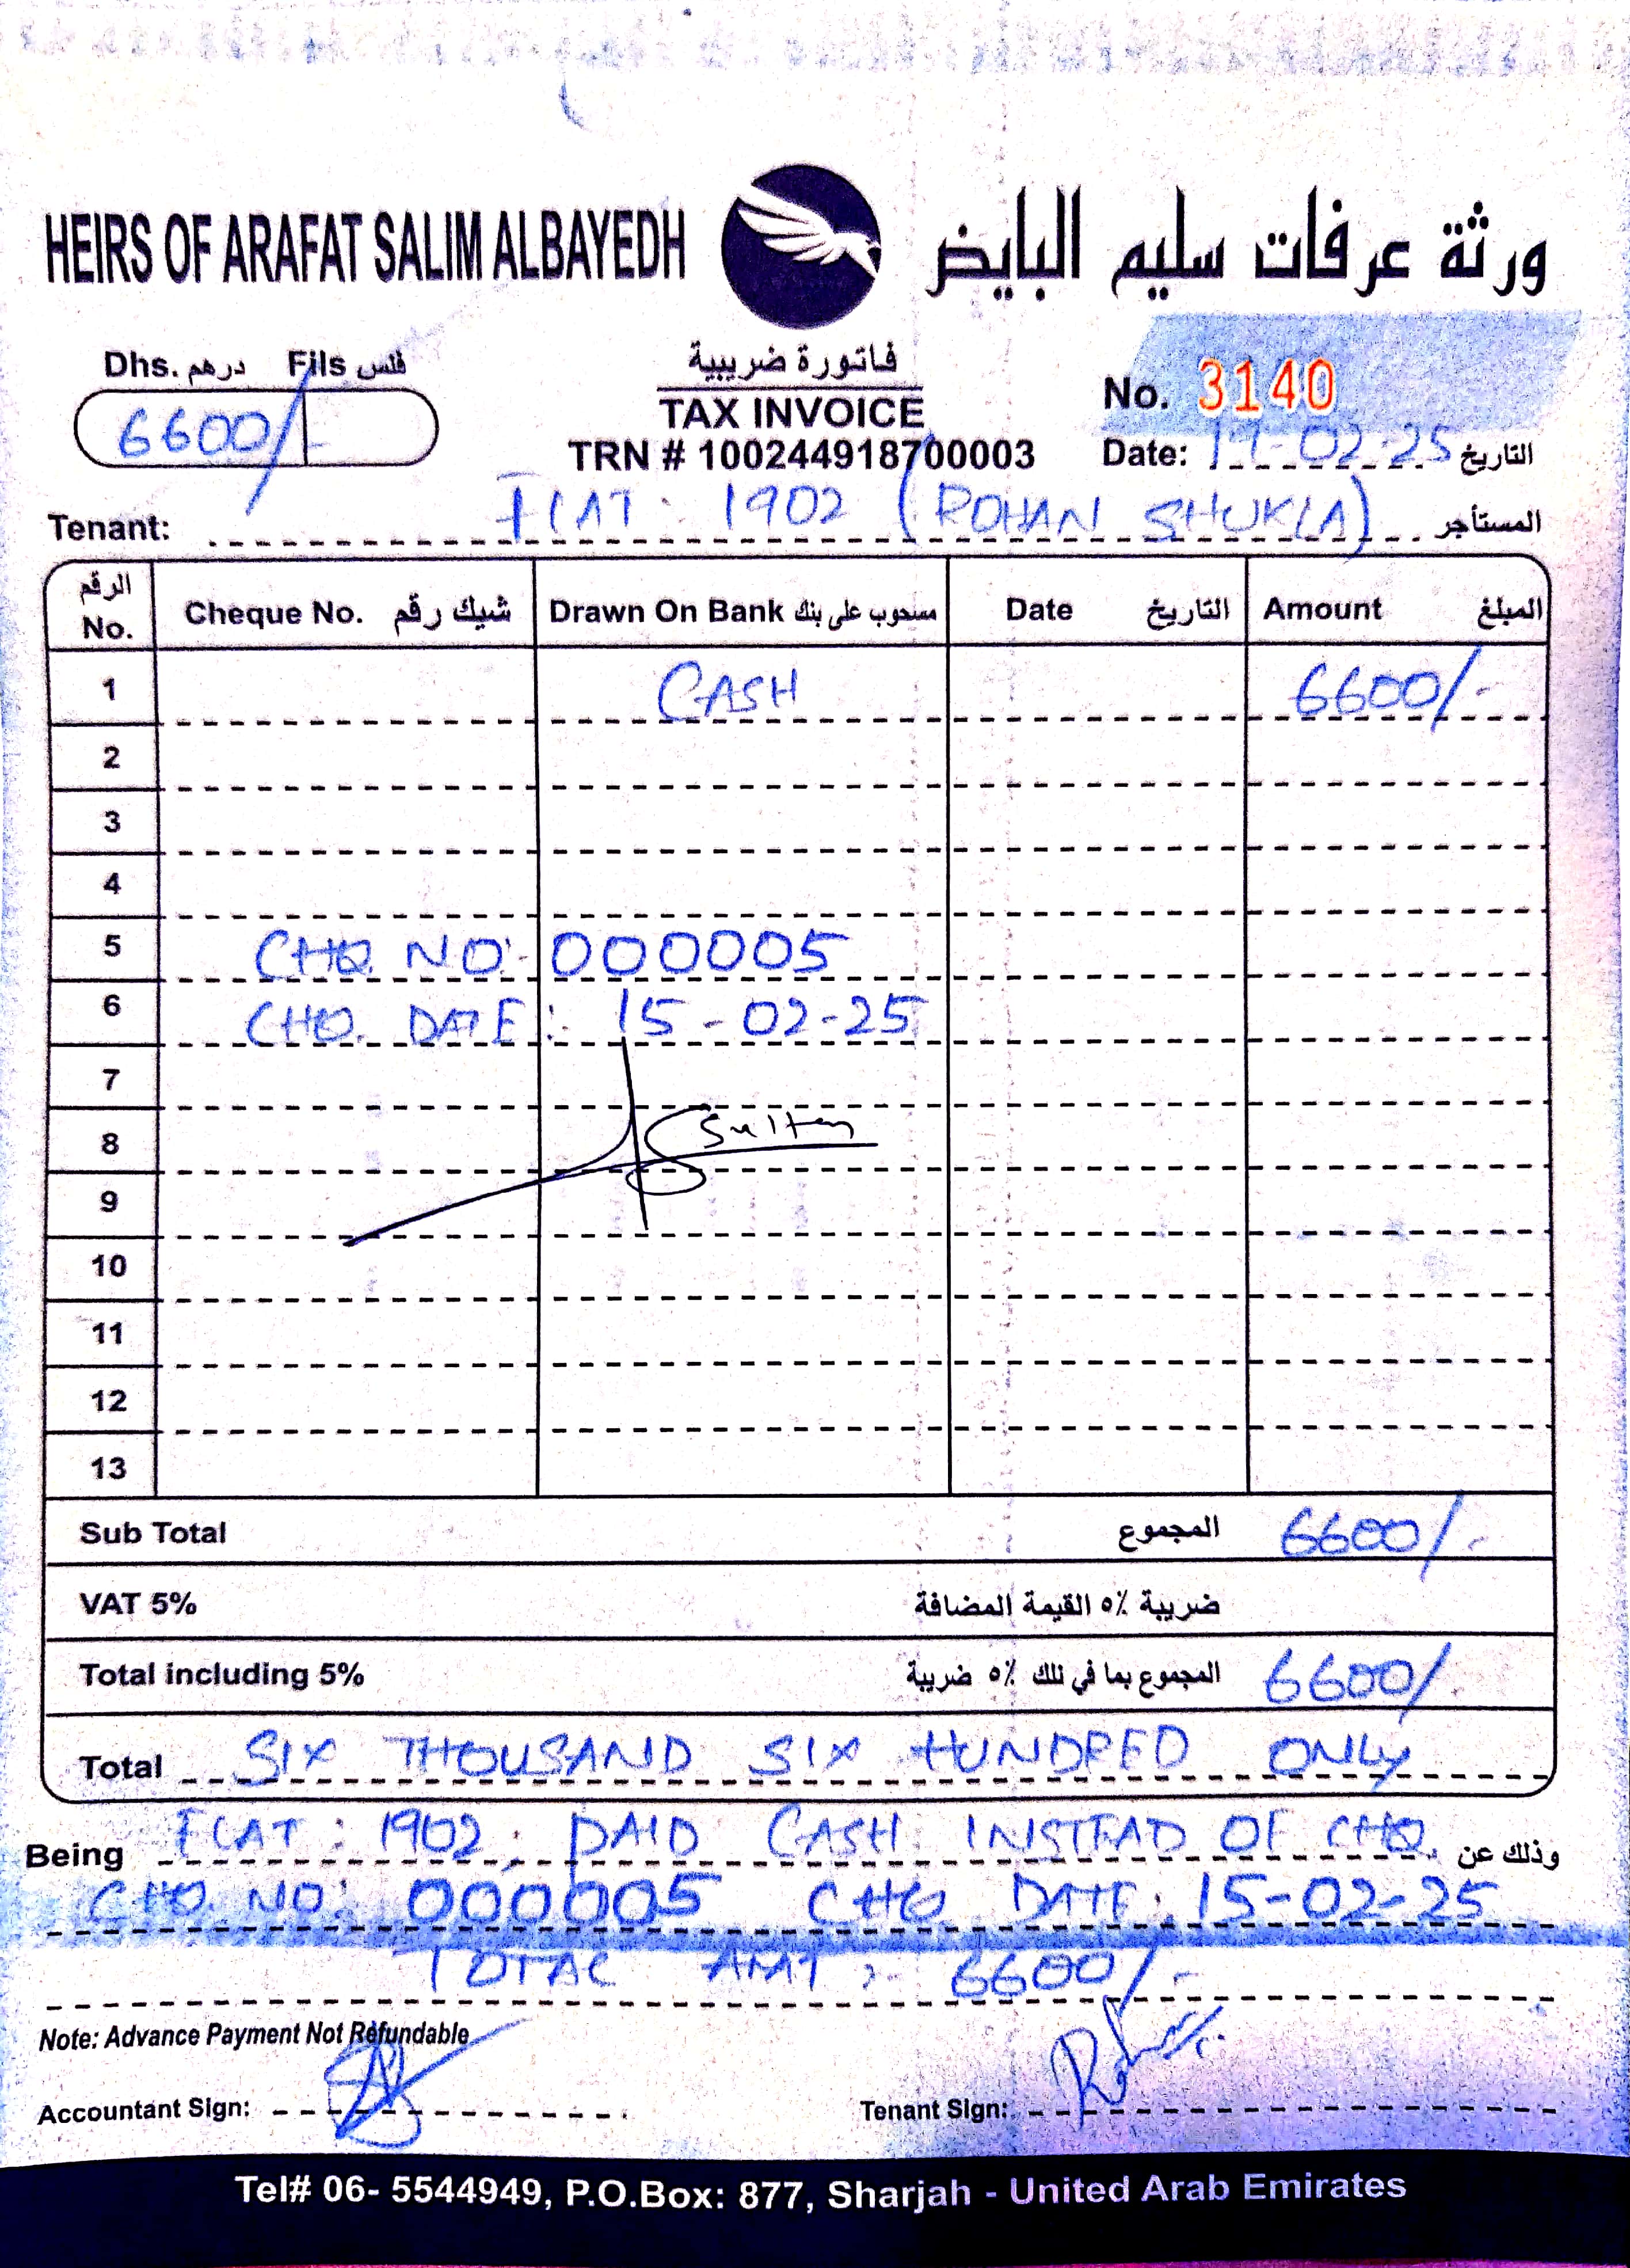 HEIRS OF ARAFAT SALIM ALBAYEDH ورثة عرفات سليم البايض
Dhs. درهم Fils فلس
6600/-
فاتورة ضريبية
TAX INVOICE
TRN # 100244918700003
No. 3140
Date: 17-02-25 التاريخ
Tenant: FLAT: 1902 (ROHAN SHUKLA) المستأجر
الرقم No. Cheque No. شيك رقم Drawn On Bank مسحوب على بنك Date التاريخ Amount المبلغ
1 CASH 6600/-
2
3
4
5 CHQ. NO: 000005
6 CHQ. DATE: 15-02-25
7
8 Sultan
9
10
11
12
13
Sub Total المجموع 6600/-
VAT 5% ضريبة ٥٪ القيمة المضافة
Total including 5% المجموع بما في ذلك ٥٪ ضريبة 6600/
Total SIX THOUSAND SIX HUNDRED ONLY
Being FLAT: 1902, PAID CASH INSTEAD OF CHQ. وذلك عن
CHQ. NO: 000005 CHQ DATE: 15-02-25
TOTAL AMT: 6600/-
Note: Advance Payment Not Refundable
Accountant Sign:
Tenant Sign:
Tel# 06- 5544949, P.O.Box: 877, Sharjah - United Arab Emirates